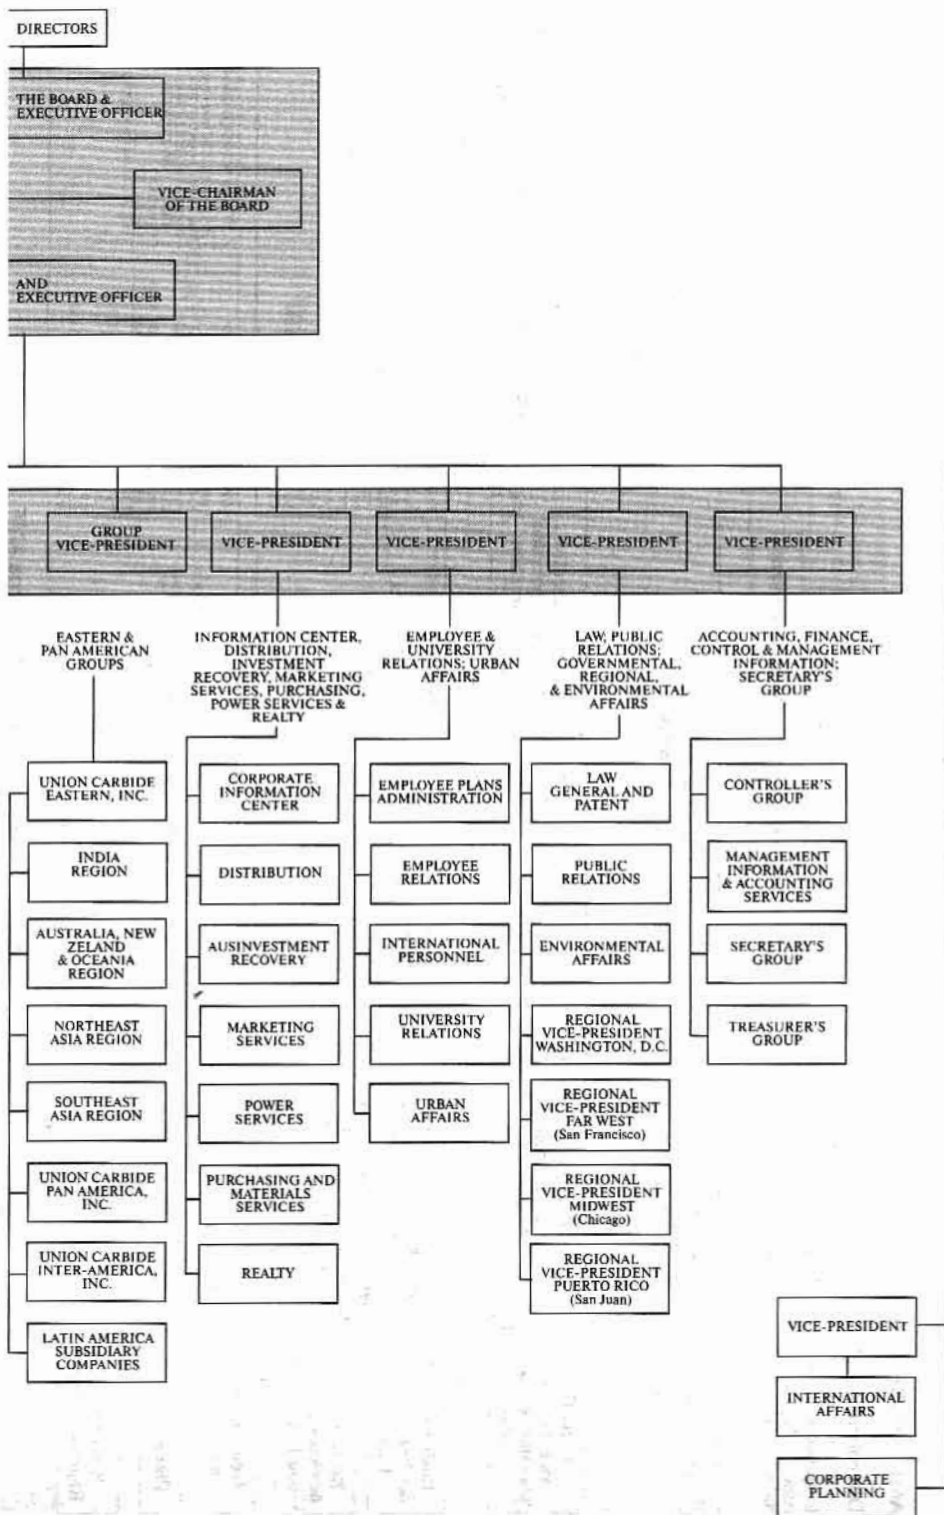 DIRECTORS
THE BOARD &
EXECUTIVE OFFICER
VICE-CHAIRMAN
OF THE BOARD
AND
EXECUTIVE OFFICER
GROUP
VICE-PRESIDENT
VICE-PRESIDENT
VICE-PRESIDENT
VICE-PRESIDENT
VICE-PRESIDENT
EASTERN &
PAN AMERICAN
GROUPS
INFORMATION CENTER,
DISTRIBUTION,
INVESTMENT
RECOVERY, MARKETING
SERVICES, PURCHASING,
POWER SERVICES &
REALTY
EMPLOYEE &
UNIVERSITY
RELATIONS; URBAN
AFFAIRS
LAW, PUBLIC
RELATIONS;
GOVERNMENTAL,
REGIONAL,
& ENVIRONMENTAL
AFFAIRS
ACCOUNTING, FINANCE,
CONTROL & MANAGEMENT
INFORMATION;
SECRETARY'S
GROUP
UNION CARBIDE
EASTERN, INC.
INDIA
REGION
AUSTRALIA, NEW
ZELAND
& OCEANIA
REGION
NORTHEAST
ASIA REGION
SOUTHEAST
ASIA REGION
UNION CARBIDE
PAN AMERICA,
INC.
UNION CARBIDE
INTER-AMERICA,
INC.
LATIN AMERICA
SUBSIDIARY
COMPANIES
CORPORATE
INFORMATION
CENTER
DISTRIBUTION
AUSINVESTMENT
RECOVERY
MARKETING
SERVICES
POWER
SERVICES
PURCHASING AND
MATERIALS
SERVICES
REALTY
EMPLOYEE PLANS
ADMINISTRATION
EMPLOYEE
RELATIONS
INTERNATIONAL
PERSONNEL
UNIVERSITY
RELATIONS
URBAN
AFFAIRS
LAW
GENERAL AND
PATENT
PUBLIC
RELATIONS
ENVIRONMENTAL
AFFAIRS
REGIONAL
VICE-PRESIDENT
WASHINGTON, D.C.
REGIONAL
VICE-PRESIDENT
FAR WEST
(San Francisco)
REGIONAL
VICE-PRESIDENT
MIDWEST
(Chicago)
REGIONAL
VICE-PRESIDENT
PUERTO RICO
(San Juan)
CONTROLLER'S
GROUP
MANAGEMENT
INFORMATION
& ACCOUNTING
SERVICES
SECRETARY'S
GROUP
TREASURER'S
GROUP
VICE-PRESIDENT
INTERNATIONAL
AFFAIRS
CORPORATE
PLANNING